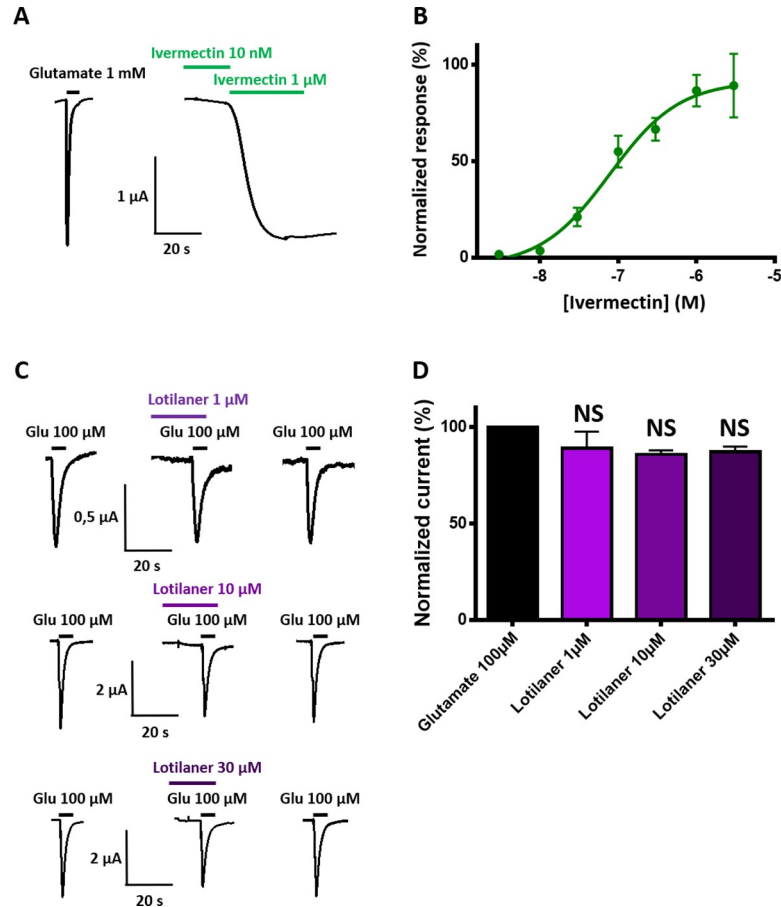 A
Ivermectin 10 nM
Glutamate 1 mM
Ivermectin 1 µM
1 µA
20 s
B
Normalized response (%)
100
50
0
-8
-7
-6
-5
[Ivermectin] (M)
C
Lotilaner 1 µM
Glu 100 µM
Glu 100 µM
Glu 100 µM
0,5 µA
20 s
Lotilaner 10 µM
Glu 100 µM
Glu 100 µM
Glu 100 µM
2 µA
20 s
Lotilaner 30 µM
Glu 100 µM
Glu 100 µM
Glu 100 µM
2 µA
20 s
D
Normalized current (%)
100
50
0
NS
NS
NS
Glutamate 100µM
Lotilaner 1µM
Lotilaner 10µM
Lotilaner 30µM